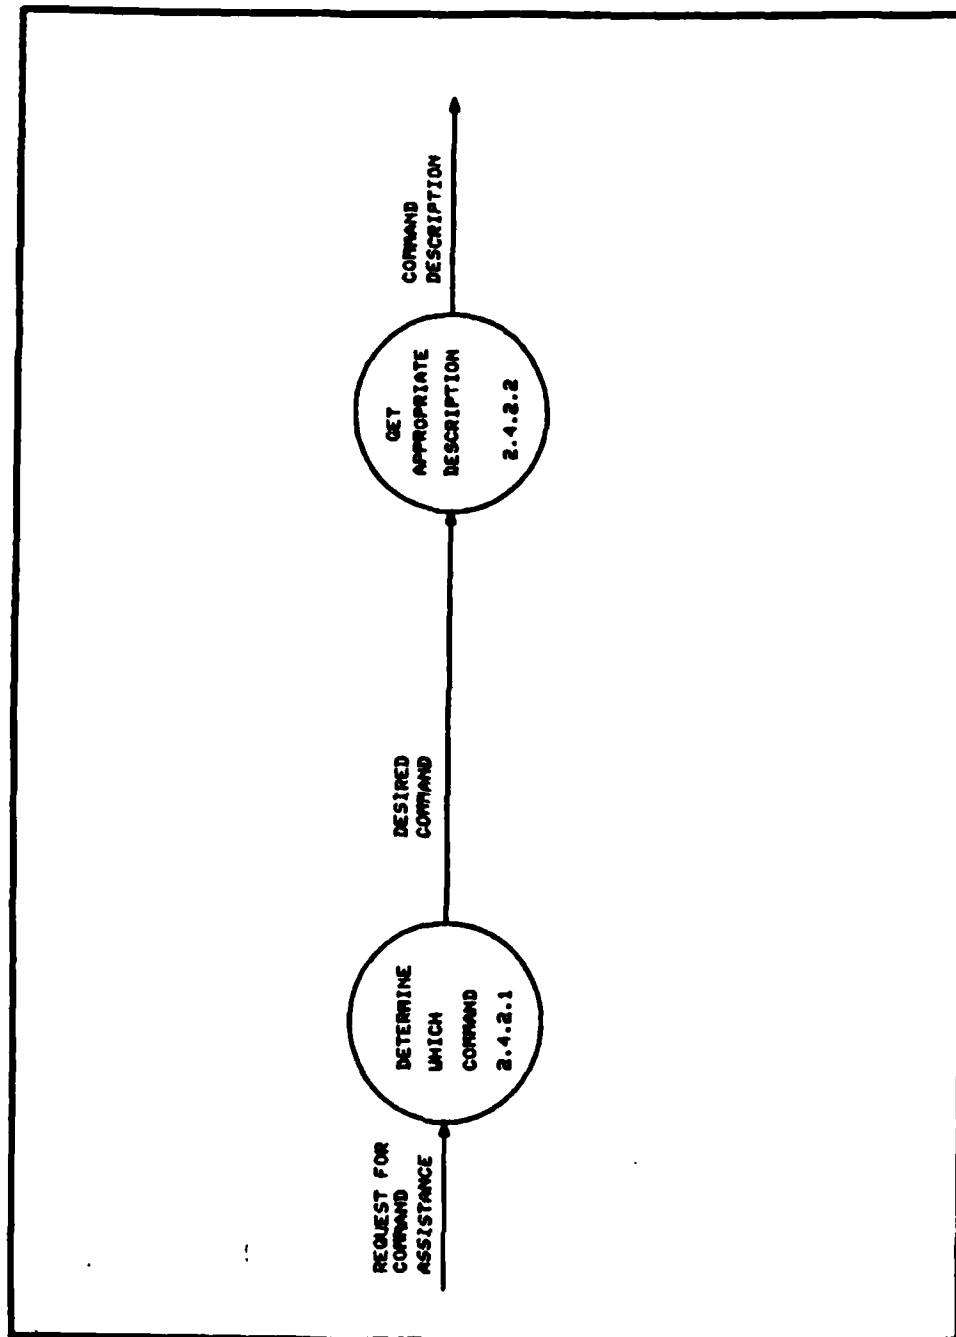 REQUEST FOR
COMMAND
ASSISTANCE
DETERMINE
WHICH
COMMAND
2.4.2.1
DESIRED
COMMAND
GET
APPROPRIATE
DESCRIPTION
2.4.2.2
COMMAND
DESCRIPTION